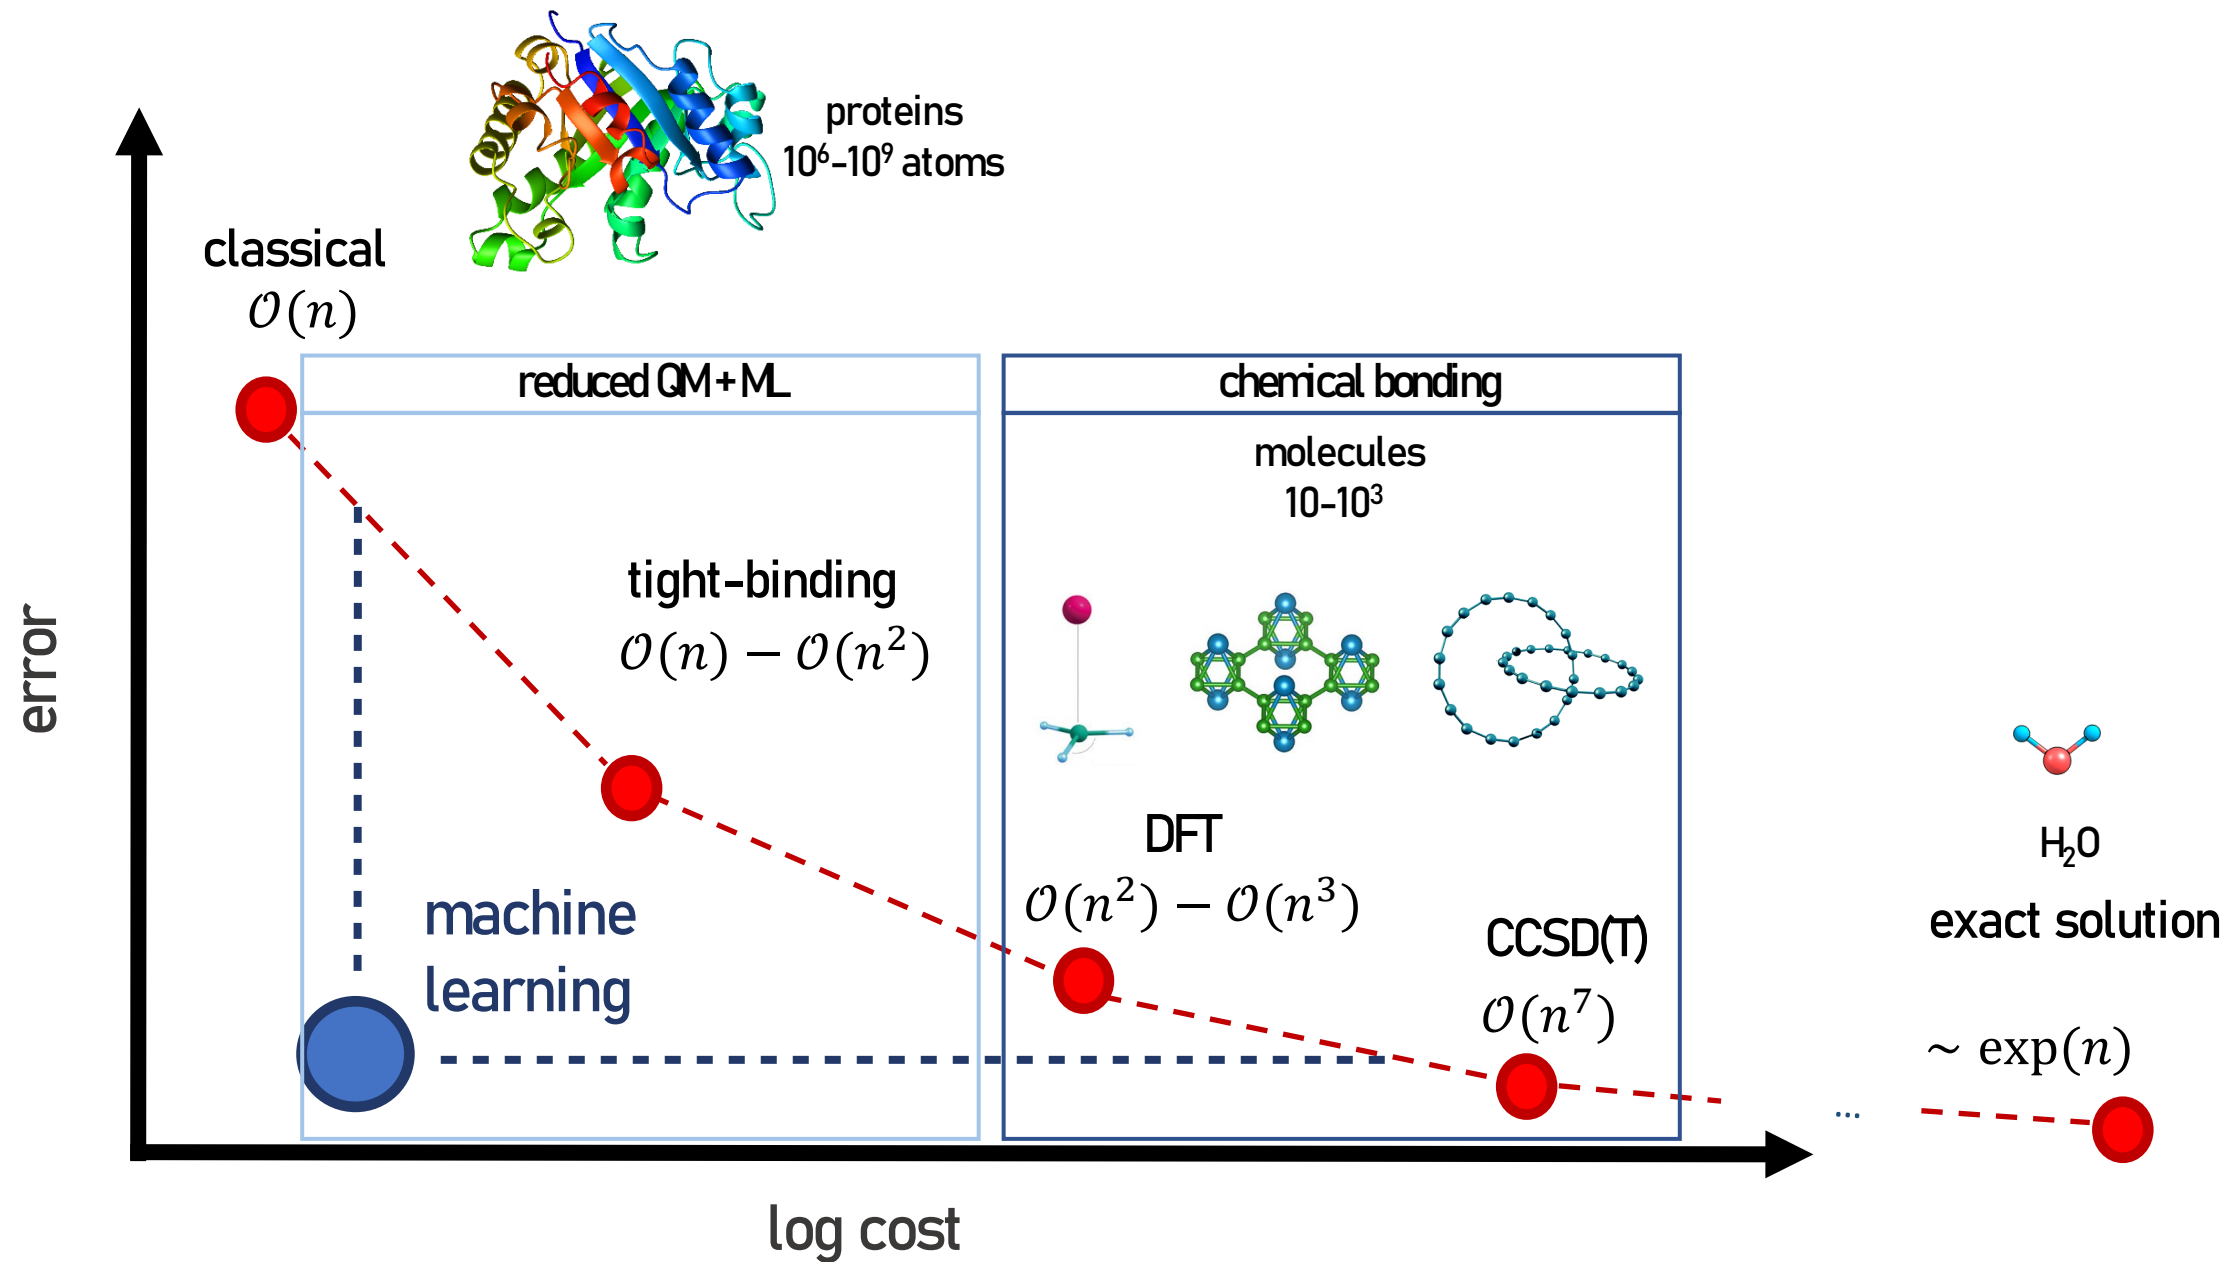 proteins
10⁶-10⁹ atoms
classical
𝒪(n)
reduced QM + ML
chemical bonding
molecules
10-10³
tight-binding
𝒪(n) − 𝒪(n²)
error
DFT
𝒪(n²) − 𝒪(n³)
H₂O
exact solution
machine
learning
CCSD(T)
𝒪(n⁷)
~ exp(n)
...
log cost